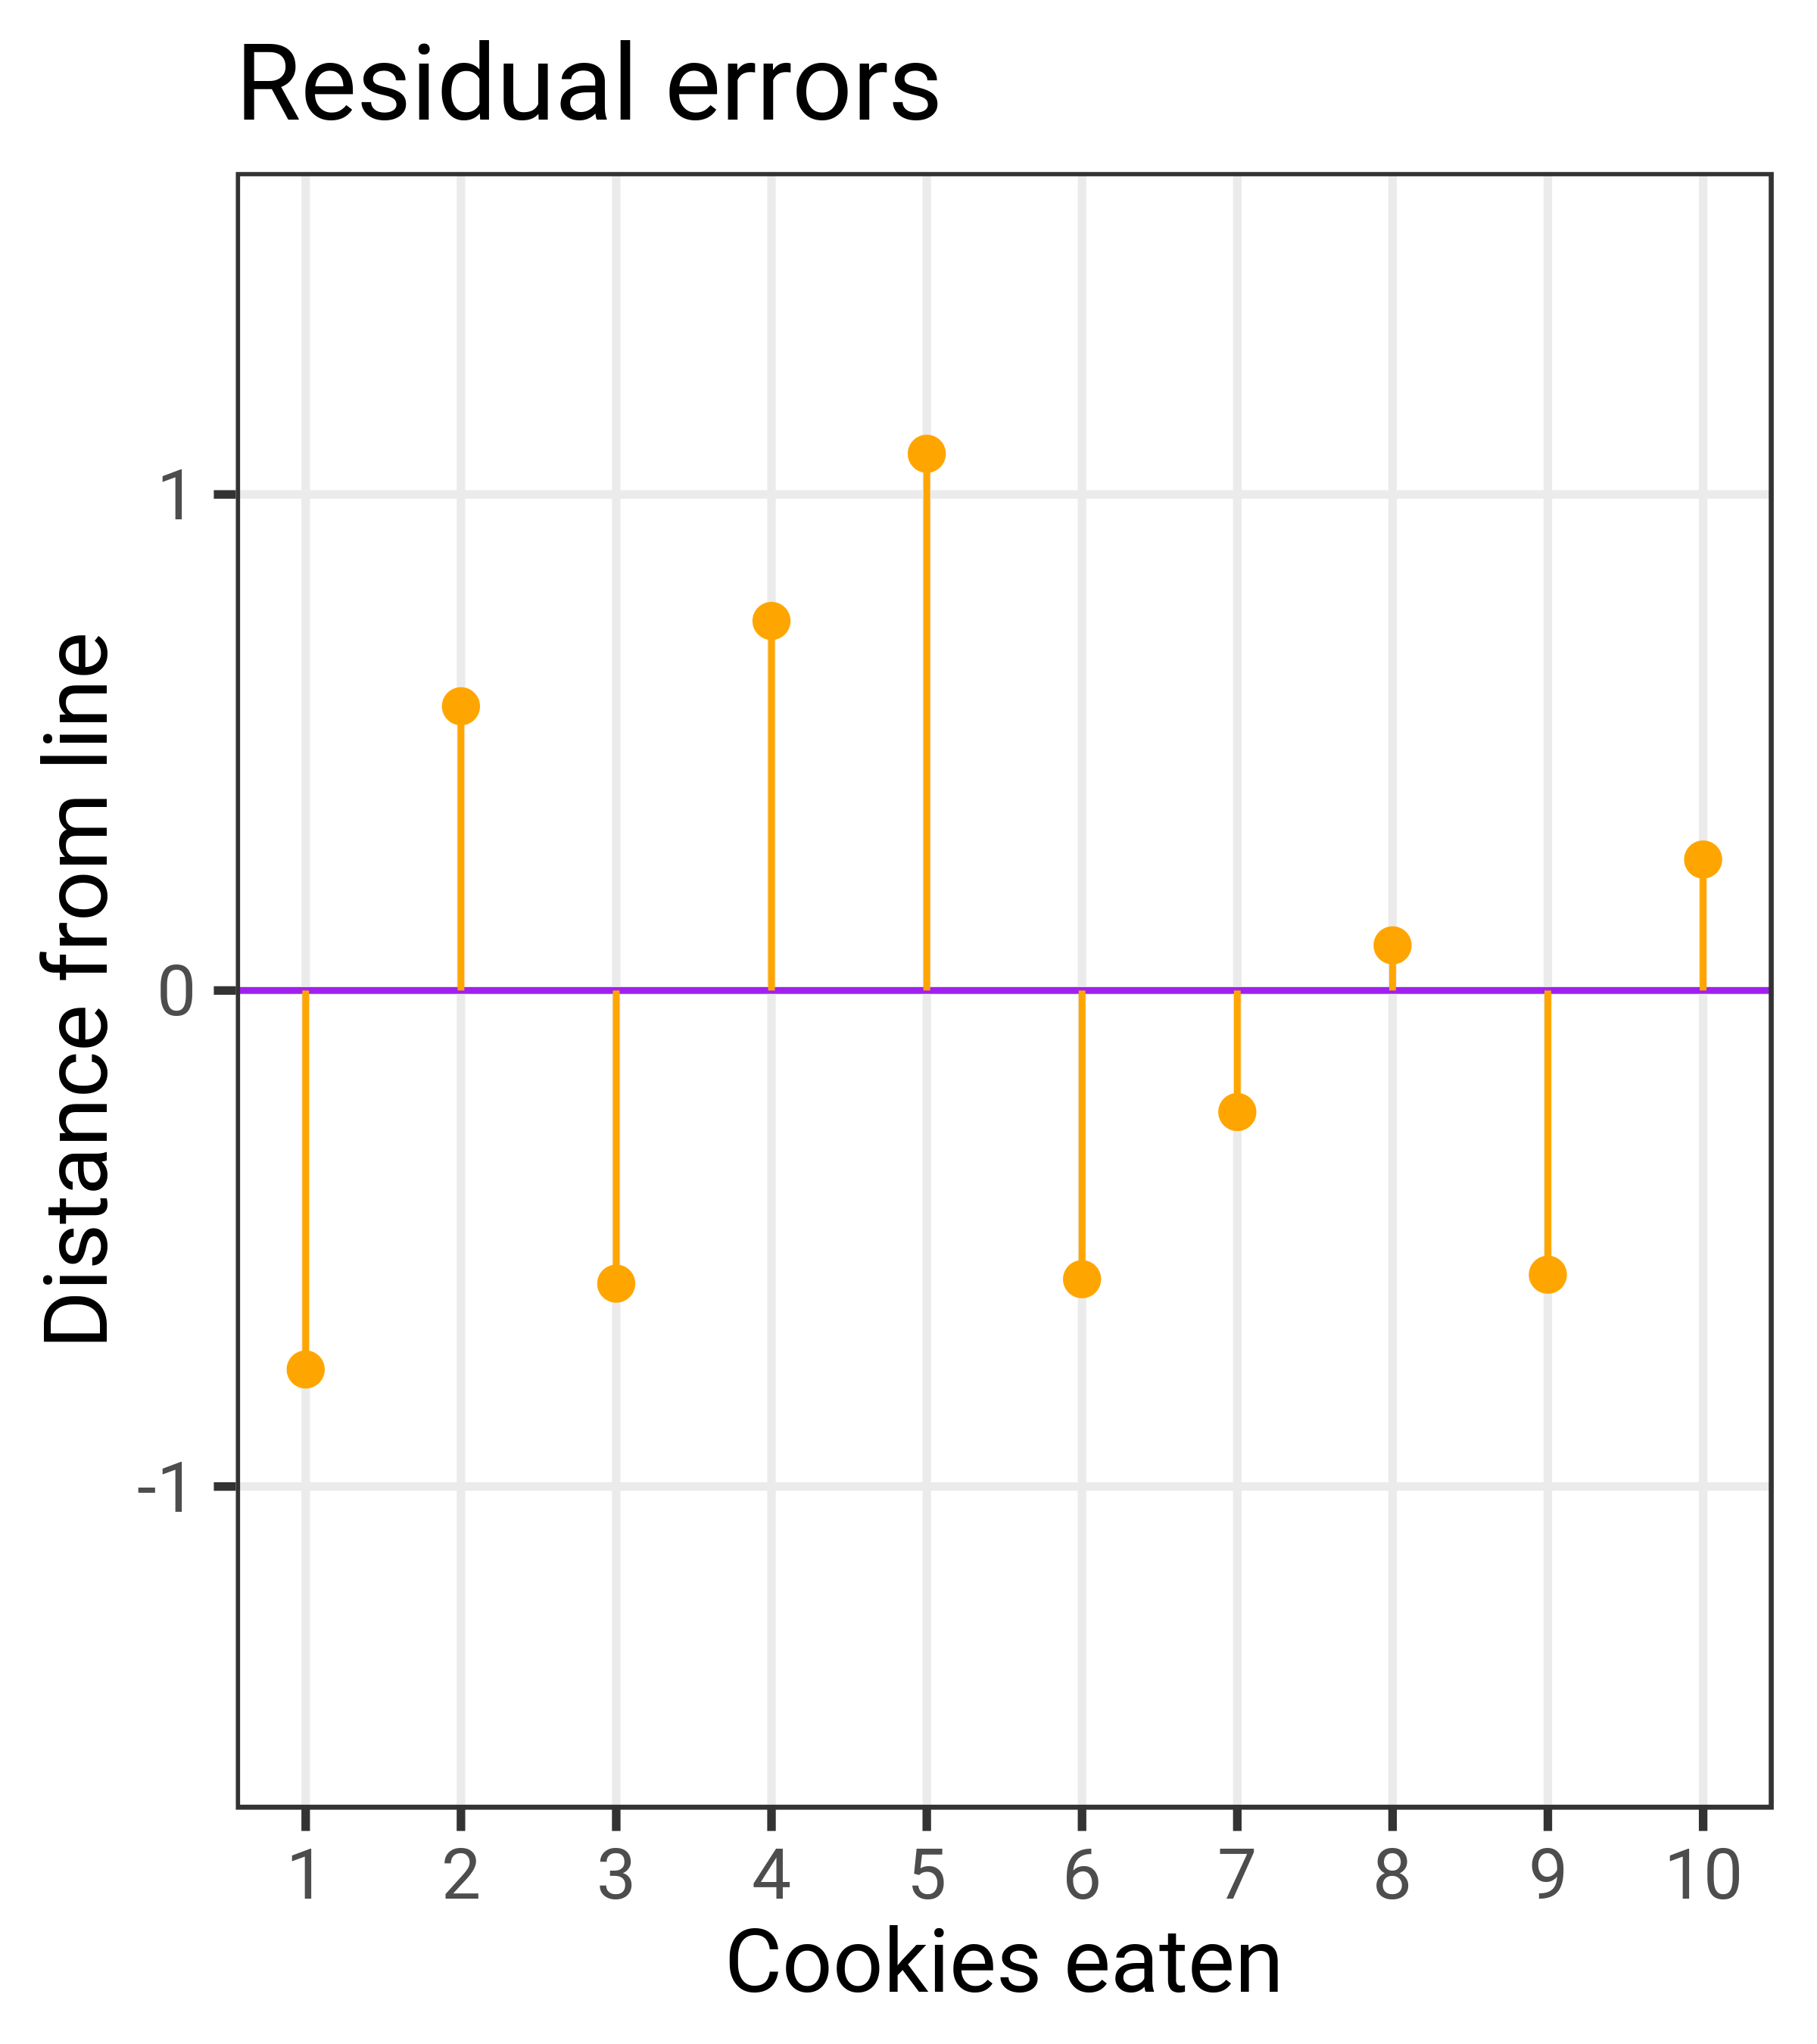 Residual errors
Distance from line
1
0
-1
1 2 3 4 5 6 7 8 9 10
Cookies eaten